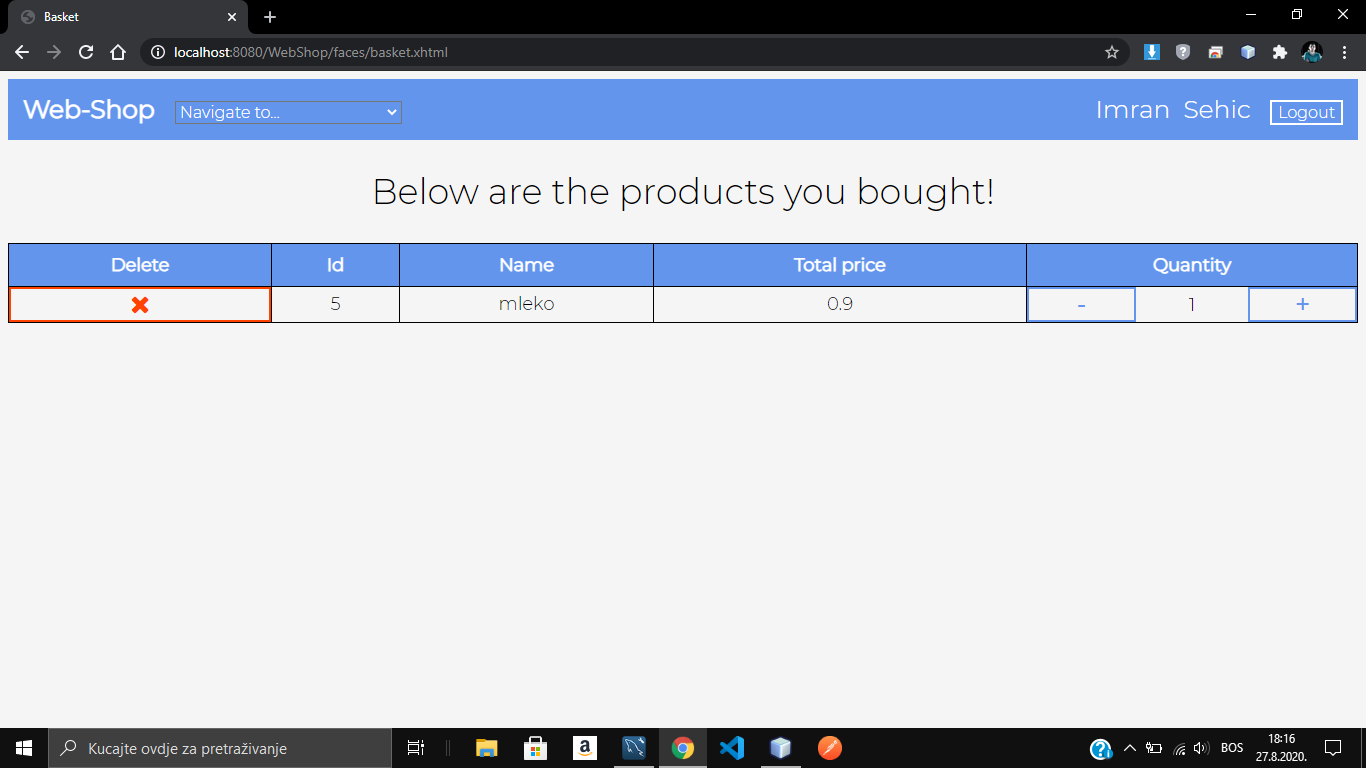 Basket
localhost:8080/WebShop/faces/basket.xhtml
Web-Shop Navigate to... Imran Sehic Logout
Below are the products you bought!
Delete Id Name Total price Quantity
5 mleko 0.9 - 1 +
Kucajte ovdje za pretraživanje
BOS
18:16
27.8.2020.